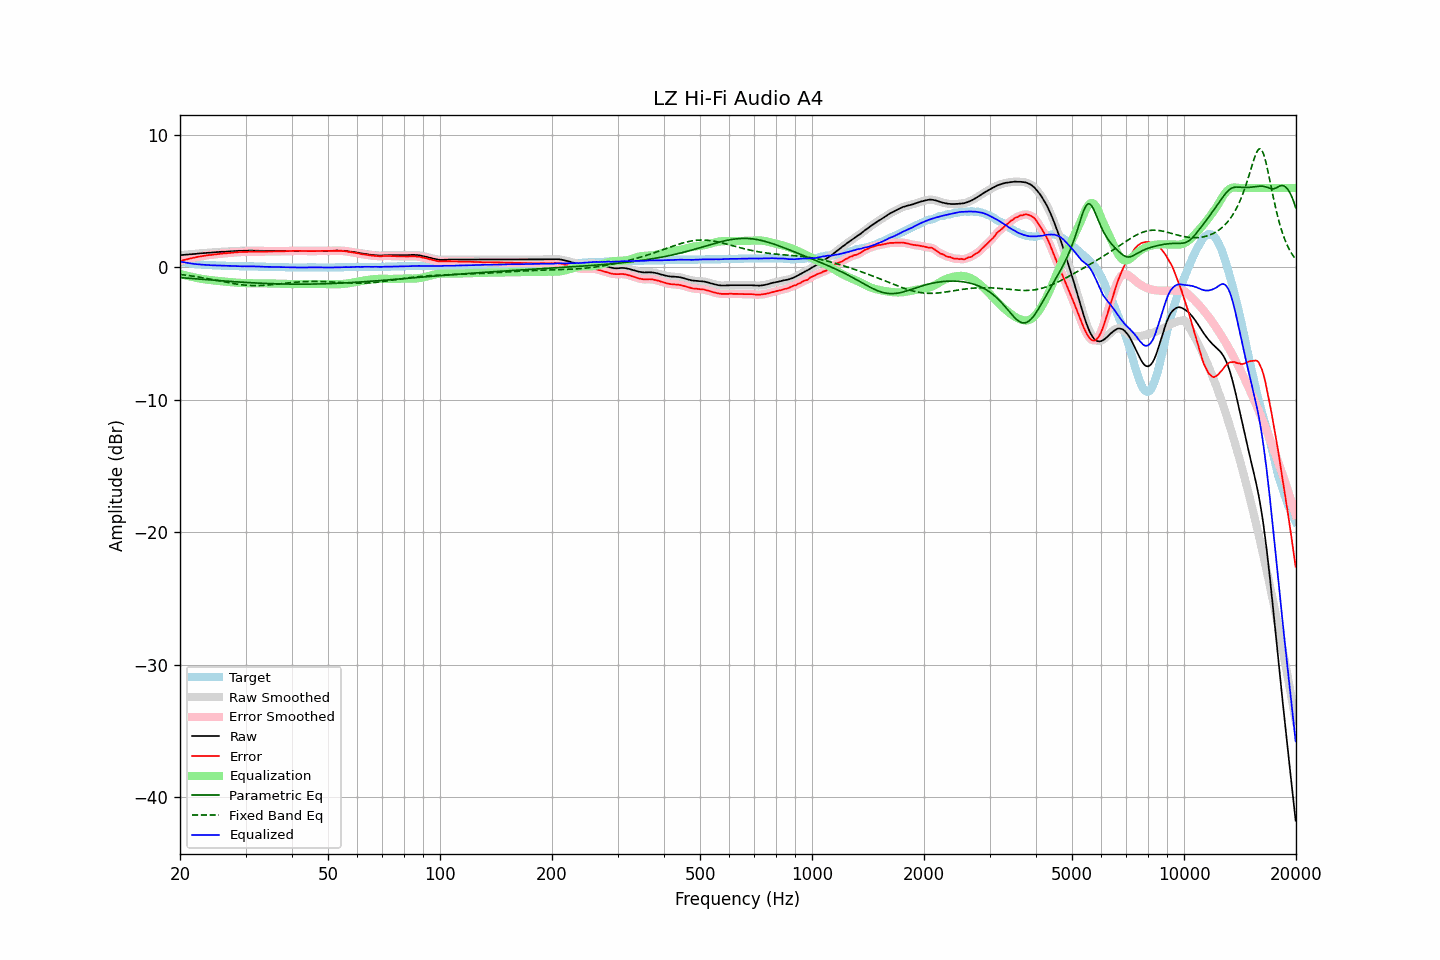 LZ Hi-Fi Audio A4
10
0
−10
−20
−30
−40
Amplitude (dBr)
Target
Raw Smoothed
Error Smoothed
Raw
Error
Equalization
Parametric Eq
Fixed Band Eq
Equalized
20 50 100 200 500 1000 2000 5000 10000 20000
Frequency (Hz)